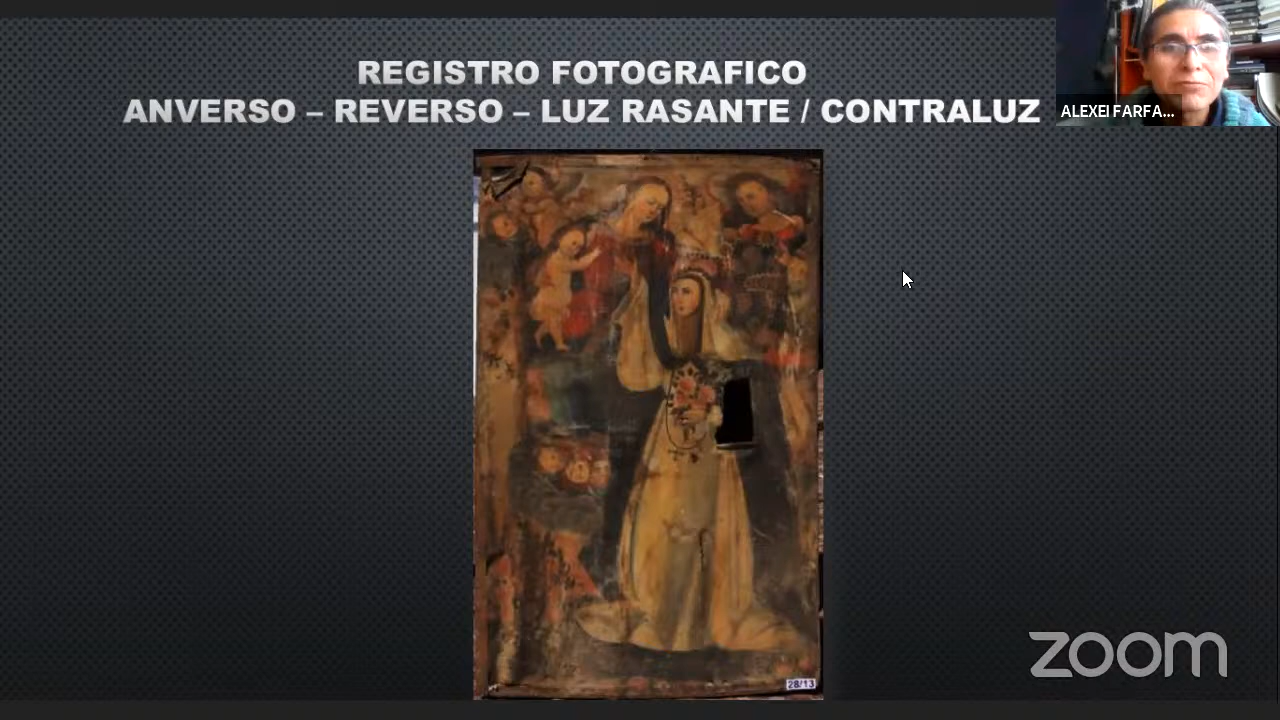 REGISTRO FOTOGRAFICO
ANVERSO – REVERSO – LUZ RASANTE / CONTRALUZ
ALEXEI FARFA...
28/13
zoom